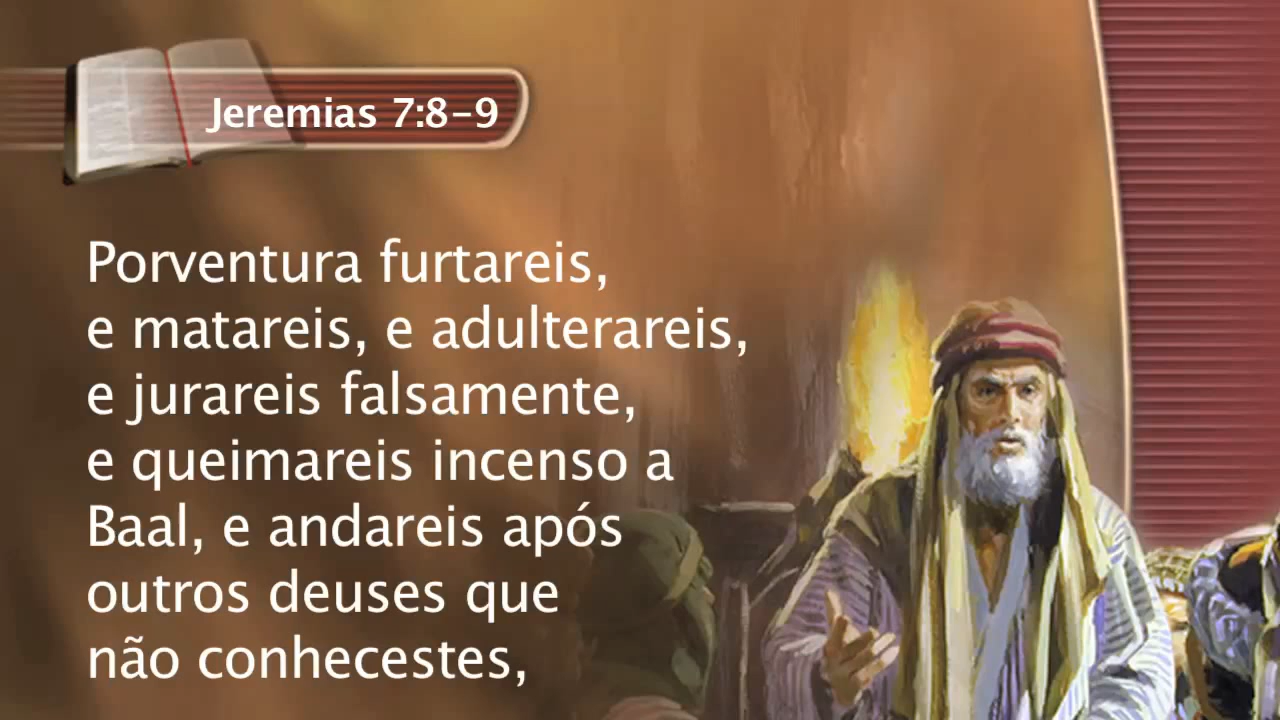 Jeremias 7:8-9
Porventura furtareis,
e matareis, e adulterareis,
e jurareis falsamente,
e queimareis incenso a
Baal, e andareis após
outros deuses que
não conhecestes,